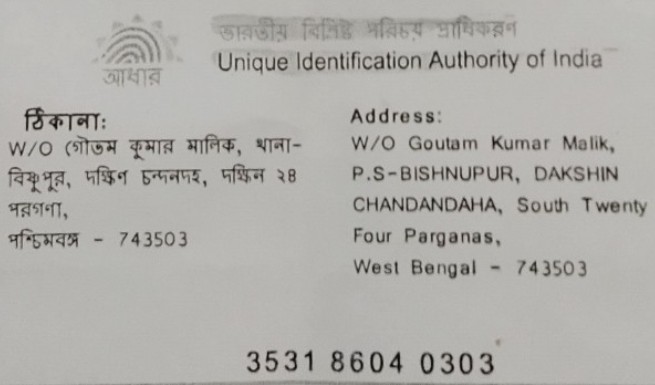 ভারতীয় বিশিষ্ট পরিচয় প্রাধিকরণ
Unique Identification Authority of India
আধার
ঠিকানা:
W/O গৌতম কুমার মালিক, থানা-
বিষ্ণুপুর, দক্ষিণ চন্দনদহ, দক্ষিণ ২৪
পরগণা,
পশ্চিমবঙ্গ - 743503
Address:
W/O Goutam Kumar Malik,
P.S-BISHNUPUR, DAKSHIN
CHANDANDAHA, South Twenty
Four Parganas,
West Bengal - 743503
3531 8604 0303